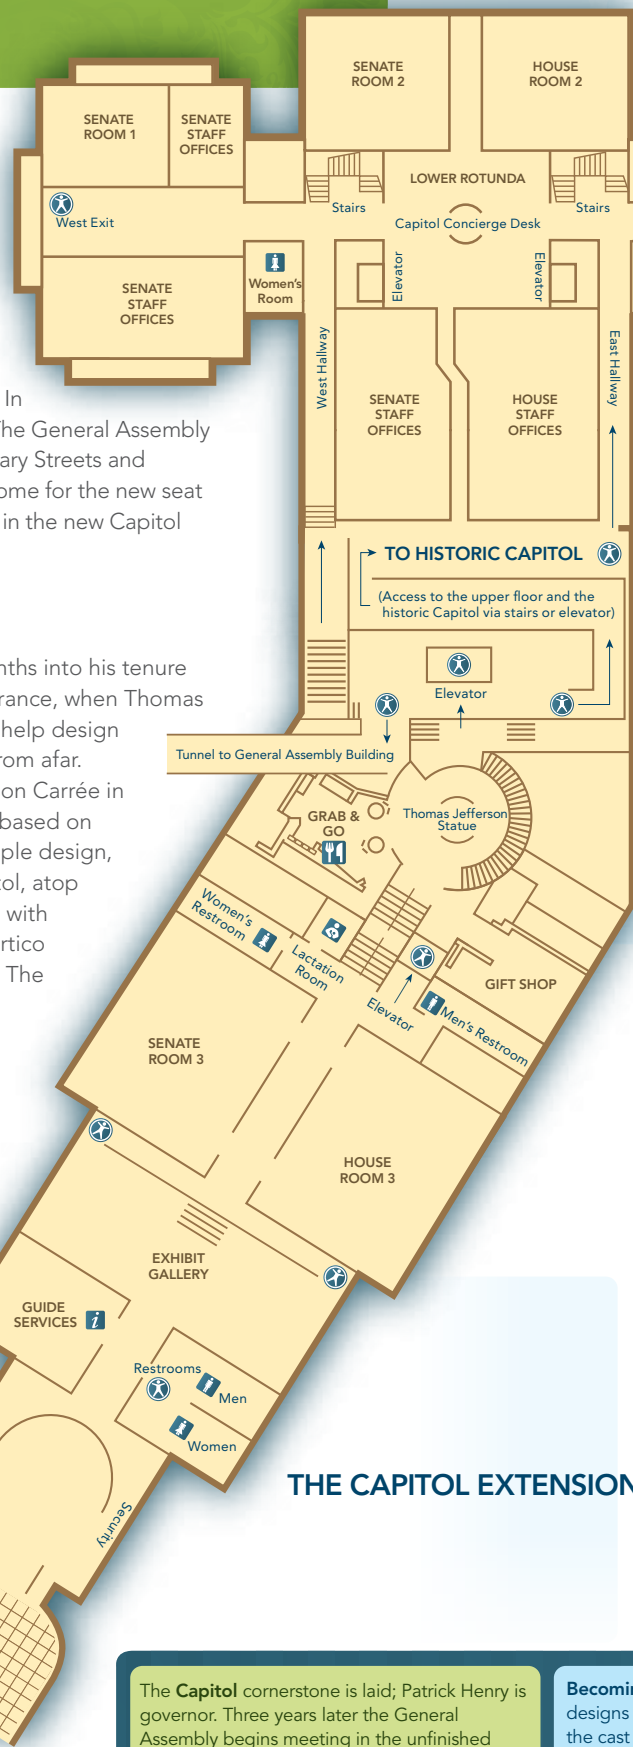 SENATE
ROOM 2
HOUSE
ROOM 2
SENATE
ROOM 1
SENATE
STAFF
OFFICES
LOWER ROTUNDA
Stairs
Capitol Concierge Desk
Stairs
West Exit
Women's
Room
Elevator
Elevator
SENATE
STAFF
OFFICES
West Hallway
East Hallway
SENATE
STAFF
OFFICES
HOUSE
STAFF
OFFICES
In
The General Assembly
ary Streets and
ome for the new seat
in the new Capitol
TO HISTORIC CAPITOL
(Access to the upper floor and the
historic Capitol via stairs or elevator)
Elevator
nths into his tenure
rance, when Thomas
help design
rom afar.
on Carrée in
based on
ple design,
tol, atop
with
rtico
The
Tunnel to General Assembly Building
GRAB &
GO
Thomas Jefferson
Statue
Women's
Restroom
Lactation
Room
Elevator
GIFT SHOP
Men's Restroom
SENATE
ROOM 3
HOUSE
ROOM 3
EXHIBIT
GALLERY
GUIDE
SERVICES
i
Restrooms
Men
Women
Security
THE CAPITOL EXTENSION
The Capitol cornerstone is laid; Patrick Henry is
governor. Three years later the General
Assembly begins meeting in the unfinished
Becomin
designs
the cast